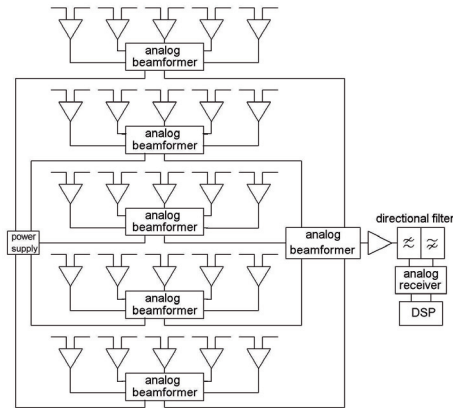 analog
beamformer
analog
beamformer
analog
beamformer
power
supply
analog
beamformer
directional filter
analog
receiver
DSP
analog
beamformer
analog
beamformer